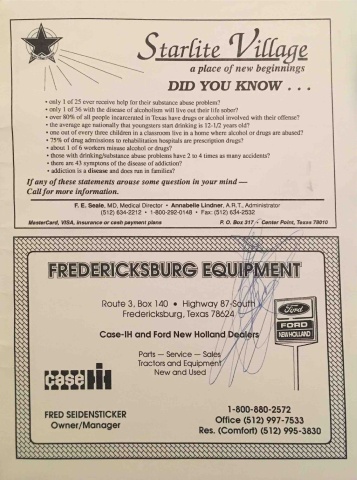 Starlite Village
a place of new beginnings
DID YOU KNOW . . .
• only 1 of 25 ever receive help for their substance abuse problem?
• only 1 of 36 with the disease of alcoholism will live out their life sober?
• over 80% of all people incarcerated in Texas have drugs or alcohol involved with their offense?
• the average age nationally that youngsters start drinking is 12-1/2 years old?
• one out of every three children in a classroom live in a home where alcohol or drugs are abused?
• 75% of drug admissions to rehabilitation hospitals are prescription drugs?
• about 1 of 6 workers misuse alcohol or drugs?
• those with drinking/substance abuse problems have 2 to 4 times as many accidents?
• there are 43 symptoms of the disease of addiction?
• addiction is a disease and does run in families?
If any of these statements arouse some question in your mind —
Call for more information.
F. E. Seale, MD, Medical Director • Annabelle Lindner, A.R.T., Administrator
(512) 634-2212 • 1-800-292-0148 • Fax: (512) 634-2532
MasterCard, VISA, insurance or cash payment plans
P. O. Box 317 - Center Point, Texas 78010
FREDERICKSBURG EQUIPMENT
Route 3, Box 140 • Highway 87-South
Fredericksburg, Texas 78624
Case-IH and Ford New Holland Dealers
Parts — Service — Sales
Tractors and Equipment
New and Used
Ford
FORD
NEW HOLLAND
CASE IH
FRED SEIDENSTICKER
Owner/Manager
1-800-880-2572
Office (512) 997-7533
Res. (Comfort) (512) 995-3830